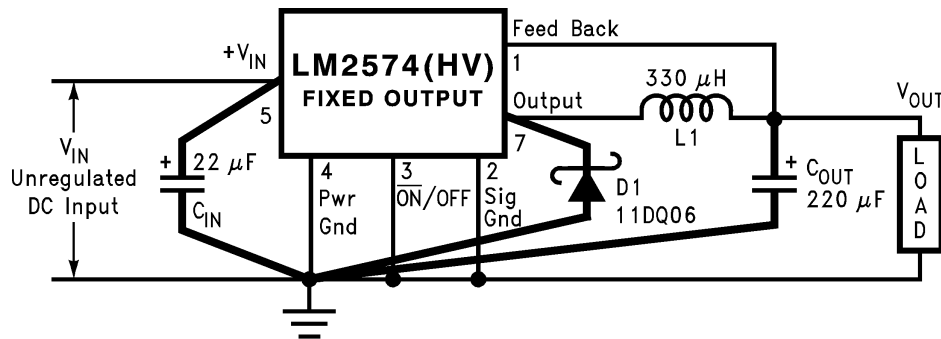 +VIN
LM2574(HV)
FIXED OUTPUT
Feed Back
1
5
Output
7
330 μH
L1
VOUT
VIN
Unregulated
DC Input
+
22 μF
CIN
4
Pwr
Gnd
3
ON/OFF
2
Sig
Gnd
D1
11DQ06
+
COUT
220 μF
LOAD